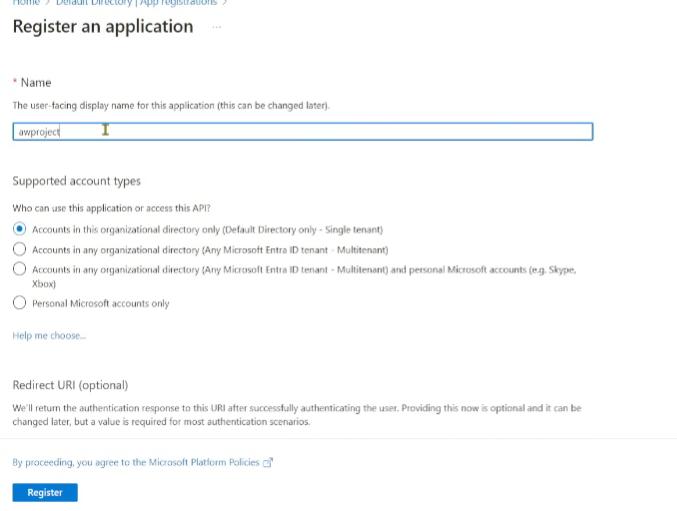 Home > Default Directory | App registrations >
Register an application ...
* Name
The user-facing display name for this application (this can be changed later).
awproject
Supported account types
Who can use this application or access this API?
Accounts in this organizational directory only (Default Directory only - Single tenant)
Accounts in any organizational directory (Any Microsoft Entra ID tenant - Multitenant)
Accounts in any organizational directory (Any Microsoft Entra ID tenant - Multitenant) and personal Microsoft accounts (e.g. Skype,
Xbox)
Personal Microsoft accounts only
Help me choose...
Redirect URI (optional)
We'll return the authentication response to this URI after successfully authenticating the user. Providing this now is optional and it can be
changed later, but a value is required for most authentication scenarios.
By proceeding, you agree to the Microsoft Platform Policies
Register